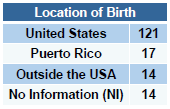 Location of Birth
United States 121
Puerto Rico 17
Outside the USA 14
No Information (NI) 14